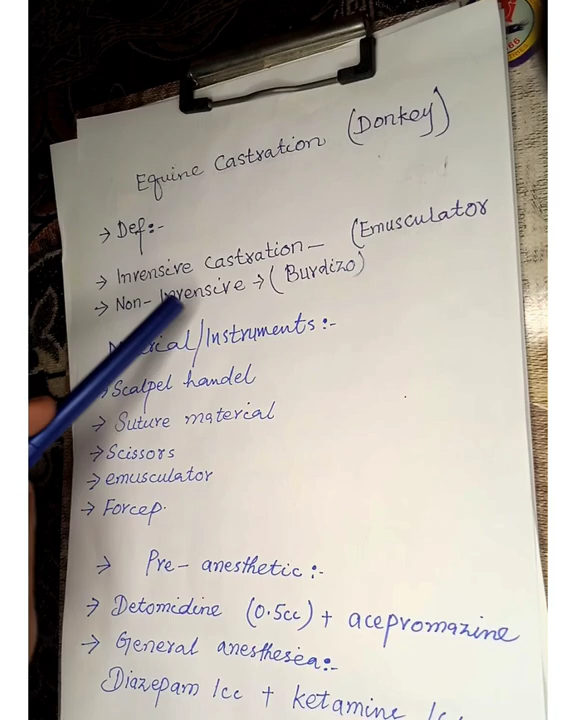 Equine Castration (Donkey)
→ Def:-
→ Invensive Castration - (Emusculator
→ Non-Invensive → (Burdizo)
/Instruments:-
→ Scalpel handel
→ Suture material
→ Scissors
→ emusculator
→ Forcep.
→ Pre-anesthetic:-
→ Detomidine (0.5cc) + acepromazine
→ General anesthesea:-
Diazepam 1cc + ketamine